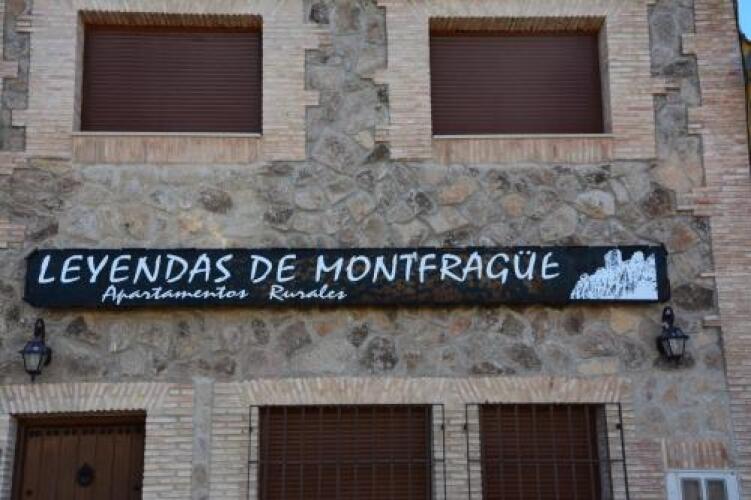 LEYENDAS DE MONTFRAGÜE
Apartamentos Rurales